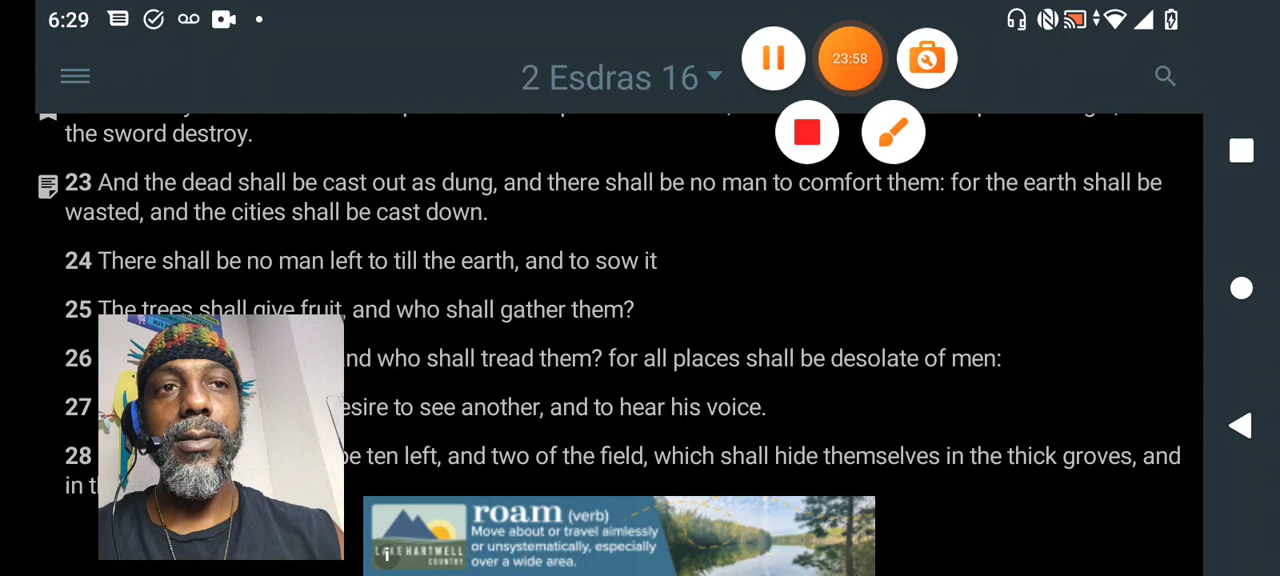 6:29
23:58
2 Esdras 16
the sword destroy.
23 And the dead shall be cast out as dung, and there shall be no man to comfort them: for the earth shall be
wasted, and the cities shall be cast down.
24 There shall be no man left to till the earth, and to sow it
25 The trees shall give fruit, and who shall gather them?
26 nd who shall tread them? for all places shall be desolate of men:
27 esire to see another, and to hear his voice.
28 be ten left, and two of the field, which shall hide themselves in the thick groves, and
in t
roam (verb)
Move about or travel aimlessly
or unsystematically, especially
over a wide area.
LAKE HARTWELL
COUNTRY
i